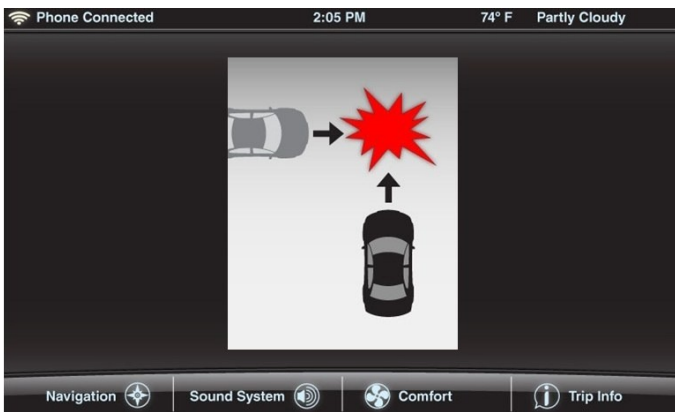 Phone Connected 2:05 PM 74° F Partly Cloudy
Navigation Sound System Comfort Trip Info